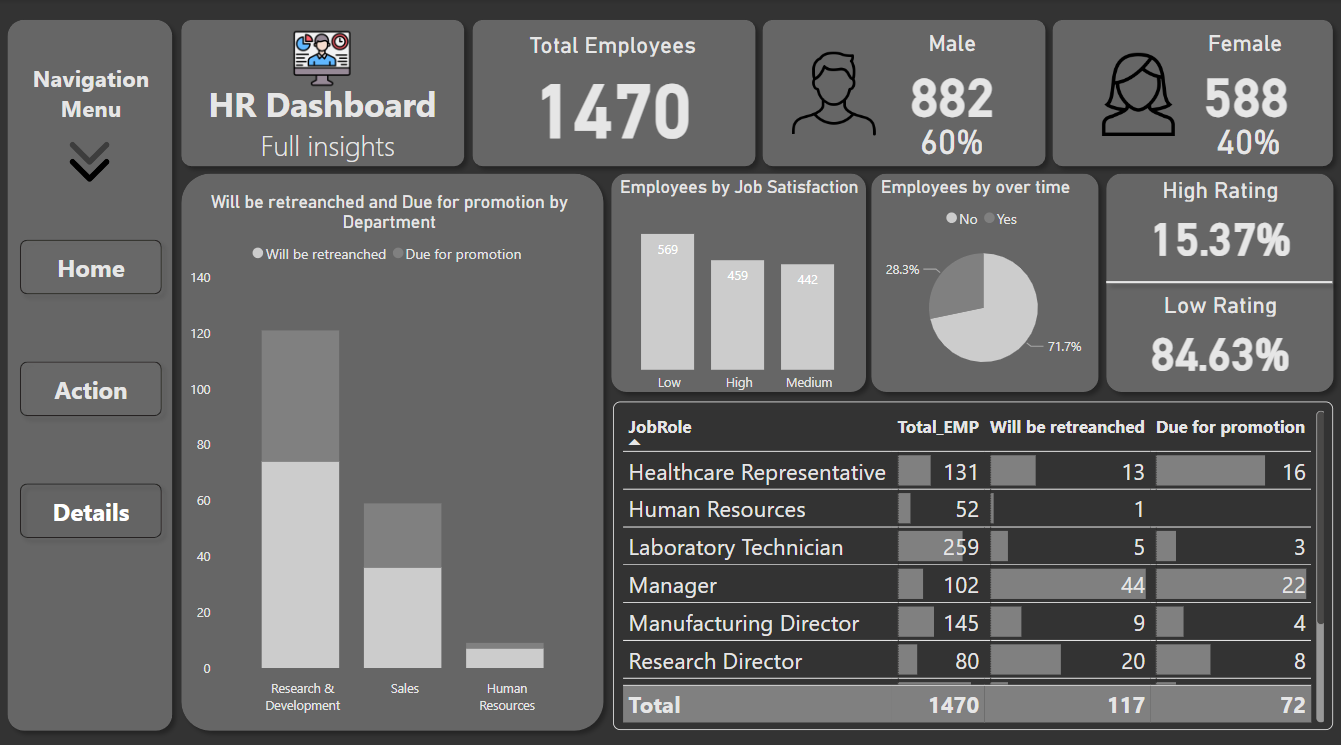 Navigation
Menu
Home
Action
Details
HR Dashboard
Full insights
Total Employees
1470
Male
882
60%
Female
588
40%
Will be retreanched and Due for promotion by
Department
Will be retreanched Due for promotion
140
120
100
80
60
40
20
0
Research &
Development
Sales
Human
Resources
Employees by Job Satisfaction
569
459
442
Low High Medium
Employees by over time
No Yes
28.3%
71.7%
High Rating
15.37%
Low Rating
84.63%
JobRole Total_EMP Will be retreanched Due for promotion
Healthcare Representative 131 13 16
Human Resources 52 1
Laboratory Technician 259 5 3
Manager 102 44 22
Manufacturing Director 145 9 4
Research Director 80 20 8
Total 1470 117 72